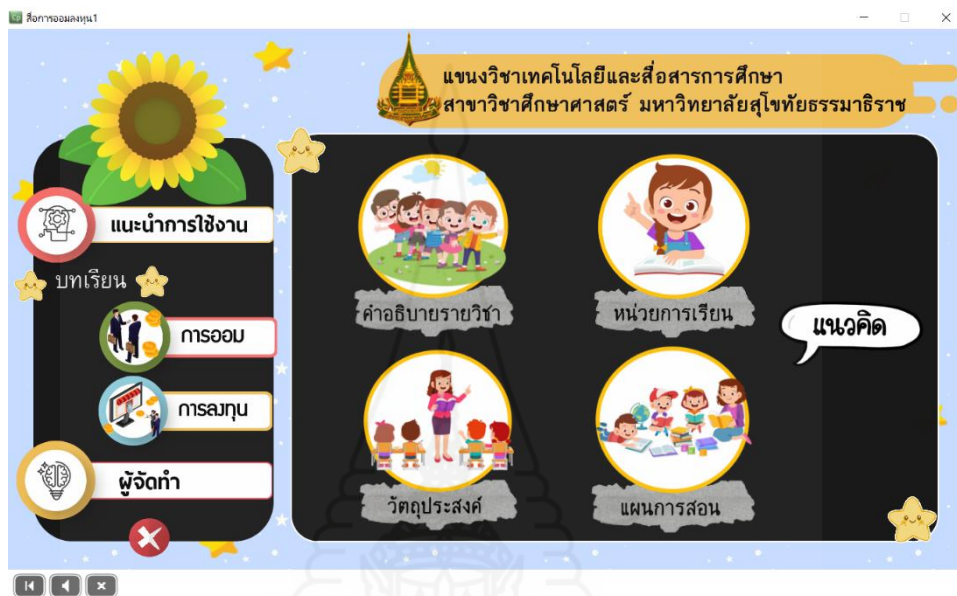 สื่อการออมลงทุน1
แขนงวิชาเทคโนโลยีและสื่อสารการศึกษา
สาขาวิชาศึกษาศาสตร์ มหาวิทยาลัยสุโขทัยธรรมาธิราช
แนะนำการใช้งาน
บทเรียน
การออม
การลงทุน
ผู้จัดทำ
คำอธิบายรายวิชา
หน่วยการเรียน
แนวคิด
วัตถุประสงค์
แผนการสอน